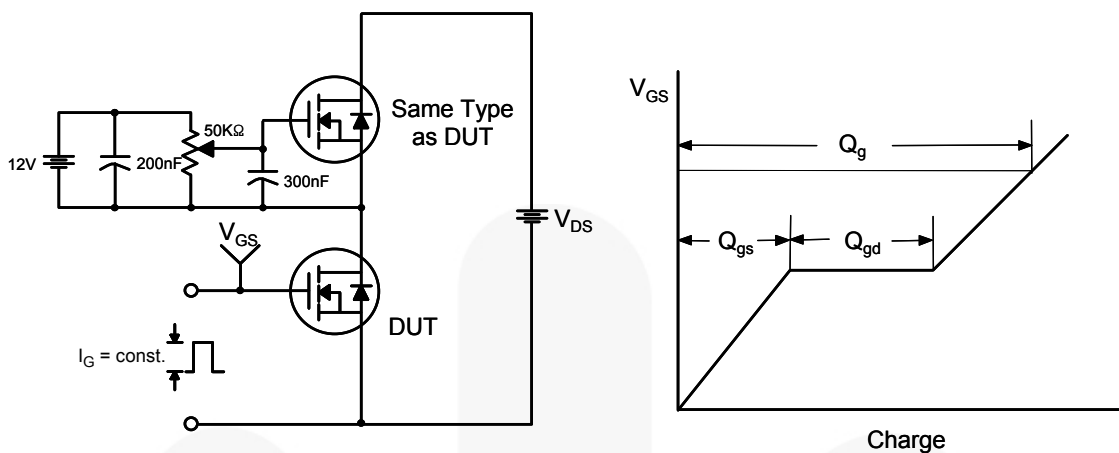 Same Type
as DUT
50KΩ
12V
200nF
300nF
V_GS
V_DS
DUT
I_G = const.
V_GS
Q_g
Q_gs
Q_gd
Charge